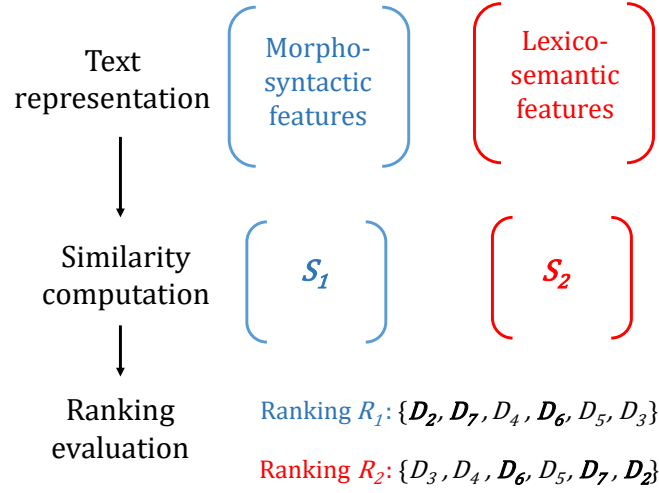 Text
representation
Morpho-
syntactic
features
Lexico-
semantic
features
Similarity
computation
S₁
S₂
Ranking
evaluation
Ranking R₁: {D₂, D₇, D₄, D₆, D₅, D₃}
Ranking R₂: {D₃, D₄, D₆, D₅, D₇, D₂}